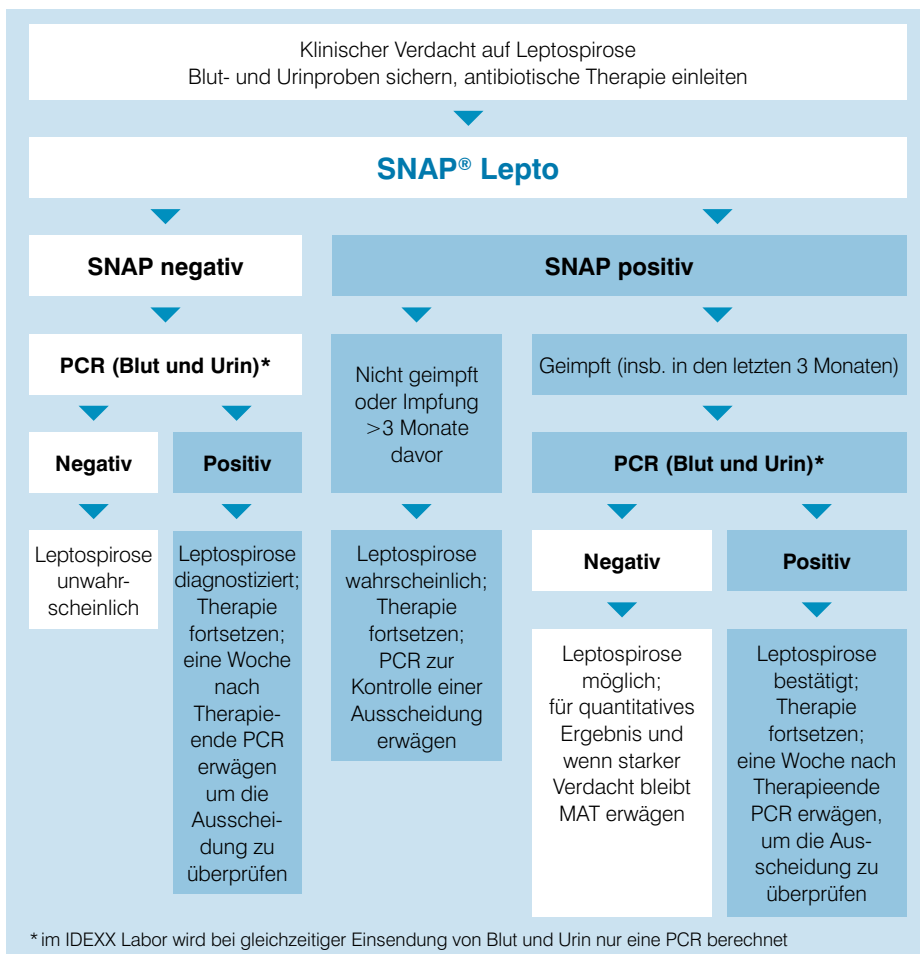 Klinischer Verdacht auf Leptospirose
Blut- und Urinproben sichern, antibiotische Therapie einleiten
SNAP® Lepto
SNAP negativ
SNAP positiv
PCR (Blut und Urin)*
Nicht geimpft
oder Impfung
>3 Monate
davor
Geimpft (insb. in den letzten 3 Monaten)
Negativ
Positiv
PCR (Blut und Urin)*
Leptospirose
unwahr-
scheinlich
Leptospirose
diagnostiziert;
Therapie
fortsetzen;
eine Woche
nach
Therapie-
ende PCR
erwägen
um die
Ausschei-
dung zu
überprüfen
Leptospirose
wahrscheinlich;
Therapie
fortsetzen;
PCR zur
Kontrolle einer
Ausscheidung
erwägen
Negativ
Positiv
Leptospirose
möglich;
für quantitatives
Ergebnis und
wenn starker
Verdacht bleibt
MAT erwägen
Leptospirose
bestätigt;
Therapie
fortsetzen;
eine Woche nach
Therapieende
PCR erwägen,
um die Aus-
scheidung zu
überprüfen
* im IDEXX Labor wird bei gleichzeitiger Einsendung von Blut und Urin nur eine PCR berechnet